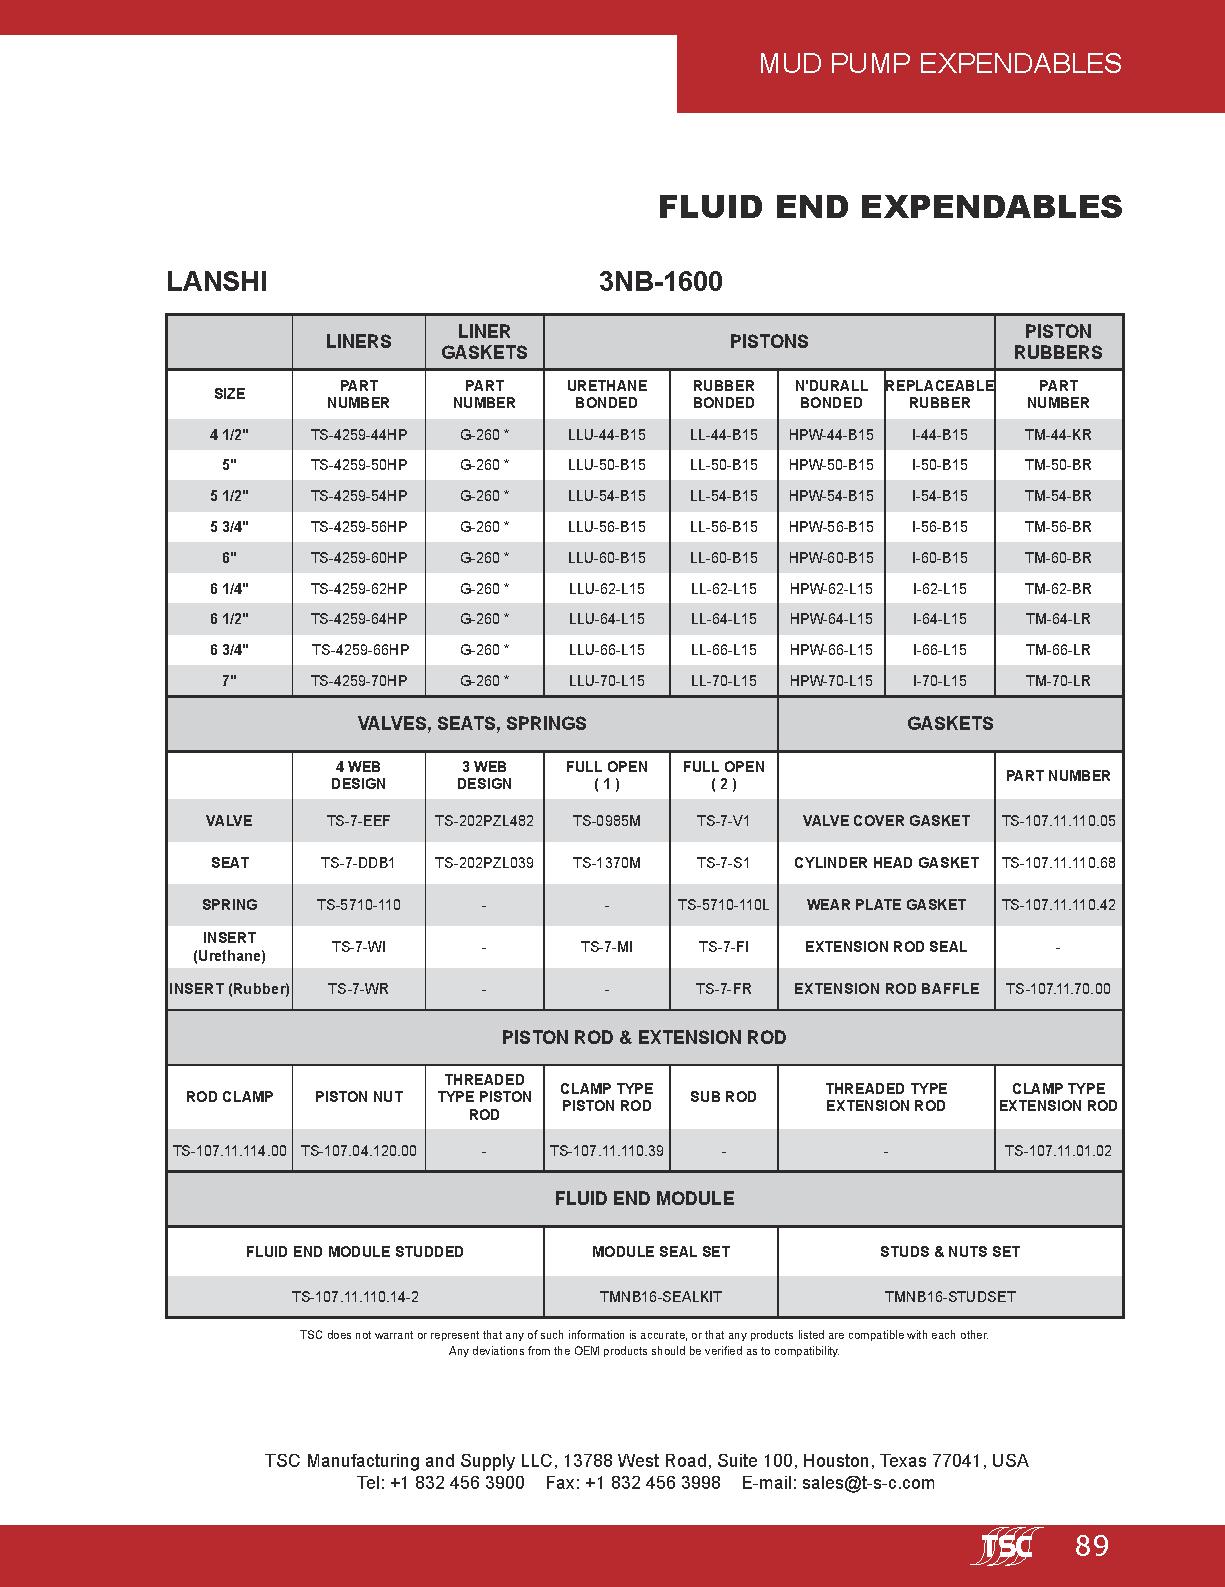 MUD PUMP EXPENDABLES
FLUID END EXPENDABLES
LANSHI 3NB-1600
LINERS LINER GASKETS PISTONS PISTON RUBBERS
SIZE PART NUMBER PART NUMBER URETHANE BONDED RUBBER BONDED N'DURALL BONDED REPLACEABLE RUBBER PART NUMBER
4 1/2" TS-4259-44HP G-260 * LLU-44-B15 LL-44-B15 HPW-44-B15 I-44-B15 TM-44-KR
5" TS-4259-50HP G-260 * LLU-50-B15 LL-50-B15 HPW-50-B15 I-50-B15 TM-50-BR
5 1/2" TS-4259-54HP G-260 * LLU-54-B15 LL-54-B15 HPW-54-B15 I-54-B15 TM-54-BR
5 3/4" TS-4259-56HP G-260 * LLU-56-B15 LL-56-B15 HPW-56-B15 I-56-B15 TM-56-BR
6" TS-4259-60HP G-260 * LLU-60-B15 LL-60-B15 HPW-60-B15 I-60-B15 TM-60-BR
6 1/4" TS-4259-62HP G-260 * LLU-62-L15 LL-62-L15 HPW-62-L15 I-62-L15 TM-62-BR
6 1/2" TS-4259-64HP G-260 * LLU-64-L15 LL-64-L15 HPW-64-L15 I-64-L15 TM-64-LR
6 3/4" TS-4259-66HP G-260 * LLU-66-L15 LL-66-L15 HPW-66-L15 I-66-L15 TM-66-LR
7" TS-4259-70HP G-260 * LLU-70-L15 LL-70-L15 HPW-70-L15 I-70-L15 TM-70-LR
VALVES, SEATS, SPRINGS GASKETS
4 WEB DESIGN 3 WEB DESIGN FULL OPEN ( 1 ) FULL OPEN ( 2 ) PART NUMBER
VALVE TS-7-EEF TS-202PZL482 TS-0985M TS-7-V1 VALVE COVER GASKET TS-107.11.110.05
SEAT TS-7-DDB1 TS-202PZL039 TS-1370M TS-7-S1 CYLINDER HEAD GASKET TS-107.11.110.68
SPRING TS-5710-110 - - TS-5710-110L WEAR PLATE GASKET TS-107.11.110.42
INSERT (Urethane) TS-7-WI - TS-7-MI TS-7-FI EXTENSION ROD SEAL -
INSERT (Rubber) TS-7-WR - - TS-7-FR EXTENSION ROD BAFFLE TS-107.11.70.00
PISTON ROD & EXTENSION ROD
ROD CLAMP PISTON NUT THREADED TYPE PISTON ROD CLAMP TYPE PISTON ROD SUB ROD THREADED TYPE EXTENSION ROD CLAMP TYPE EXTENSION ROD
TS-107.11.114.00 TS-107.04.120.00 - TS-107.11.110.39 - - TS-107.11.01.02
FLUID END MODULE
FLUID END MODULE STUDDED MODULE SEAL SET STUDS & NUTS SET
TS-107.11.110.14-2 TMNB16-SEALKIT TMNB16-STUDSET
TSC does not warrant or represent that any of such information is accurate, or that any products listed are compatible with each other.
Any deviations from the OEM products should be verified as to compatibility.
TSC Manufacturing and Supply LLC, 13788 West Road, Suite 100, Houston, Texas 77041, USA
Tel: +1 832 456 3900 Fax: +1 832 456 3998 E-mail: sales@t-s-c.com
TSC 89